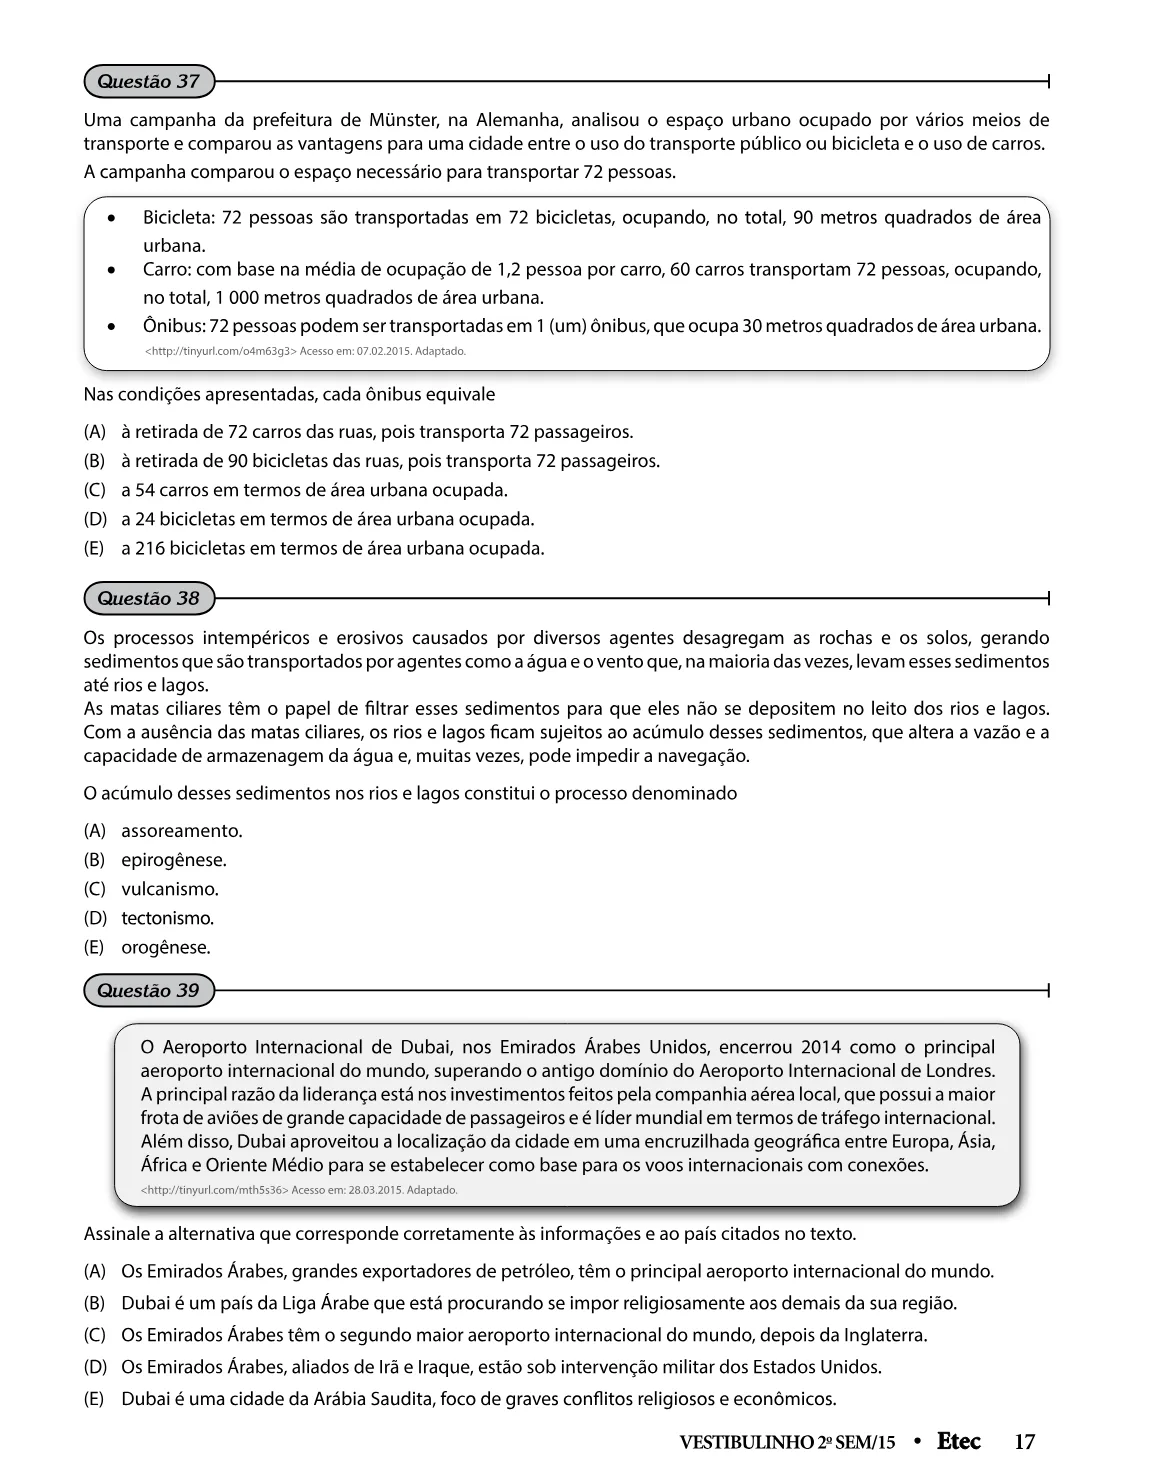 Questão 37
Uma campanha da prefeitura de Münster, na Alemanha, analisou o espaço urbano ocupado por vários meios de
transporte e comparou as vantagens para uma cidade entre o uso do transporte público ou bicicleta e o uso de carros.
A campanha comparou o espaço necessário para transportar 72 pessoas.
• Bicicleta: 72 pessoas são transportadas em 72 bicicletas, ocupando, no total, 90 metros quadrados de área
urbana.
• Carro: com base na média de ocupação de 1,2 pessoa por carro, 60 carros transportam 72 pessoas, ocupando,
no total, 1 000 metros quadrados de área urbana.
• Ônibus: 72 pessoas podem ser transportadas em 1 (um) ônibus, que ocupa 30 metros quadrados de área urbana.
<http://tinyurl.com/o4m63g3> Acesso em: 07.02.2015. Adaptado.
Nas condições apresentadas, cada ônibus equivale
(A) à retirada de 72 carros das ruas, pois transporta 72 passageiros.
(B) à retirada de 90 bicicletas das ruas, pois transporta 72 passageiros.
(C) a 54 carros em termos de área urbana ocupada.
(D) a 24 bicicletas em termos de área urbana ocupada.
(E) a 216 bicicletas em termos de área urbana ocupada.
Questão 38
Os processos intempéricos e erosivos causados por diversos agentes desagregam as rochas e os solos, gerando
sedimentos que são transportados por agentes como a água e o vento que, na maioria das vezes, levam esses sedimentos
até rios e lagos.
As matas ciliares têm o papel de filtrar esses sedimentos para que eles não se depositem no leito dos rios e lagos.
Com a ausência das matas ciliares, os rios e lagos ficam sujeitos ao acúmulo desses sedimentos, que altera a vazão e a
capacidade de armazenagem da água e, muitas vezes, pode impedir a navegação.
O acúmulo desses sedimentos nos rios e lagos constitui o processo denominado
(A) assoreamento.
(B) epirogênese.
(C) vulcanismo.
(D) tectonismo.
(E) orogênese.
Questão 39
O Aeroporto Internacional de Dubai, nos Emirados Árabes Unidos, encerrou 2014 como o principal
aeroporto internacional do mundo, superando o antigo domínio do Aeroporto Internacional de Londres.
A principal razão da liderança está nos investimentos feitos pela companhia aérea local, que possui a maior
frota de aviões de grande capacidade de passageiros e é líder mundial em termos de tráfego internacional.
Além disso, Dubai aproveitou a localização da cidade em uma encruzilhada geográfica entre Europa, Ásia,
África e Oriente Médio para se estabelecer como base para os voos internacionais com conexões.
<http://tinyurl.com/mth5s36> Acesso em: 28.03.2015. Adaptado.
Assinale a alternativa que corresponde corretamente às informações e ao país citados no texto.
(A) Os Emirados Árabes, grandes exportadores de petróleo, têm o principal aeroporto internacional do mundo.
(B) Dubai é um país da Liga Árabe que está procurando se impor religiosamente aos demais da sua região.
(C) Os Emirados Árabes têm o segundo maior aeroporto internacional do mundo, depois da Inglaterra.
(D) Os Emirados Árabes, aliados de Irã e Iraque, estão sob intervenção militar dos Estados Unidos.
(E) Dubai é uma cidade da Arábia Saudita, foco de graves conflitos religiosos e econômicos.
VESTIBULINHO 2º SEM/15 • Etec 17